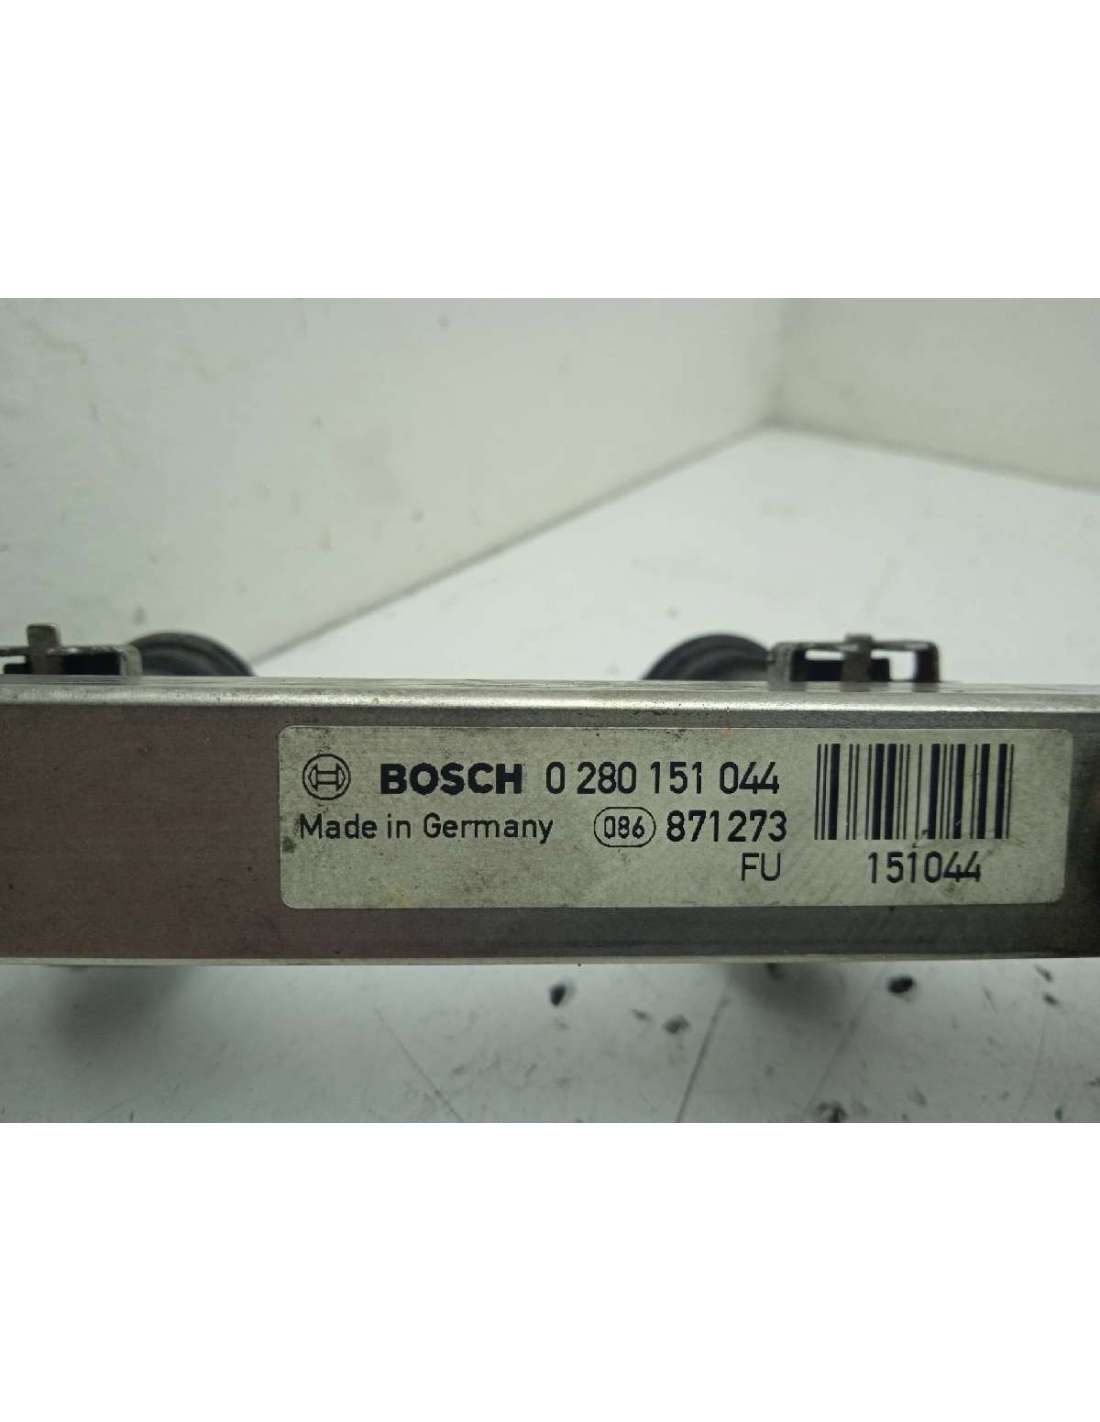 BOSCH 0 280 151 044
Made in Germany 086 871273
FU 151044